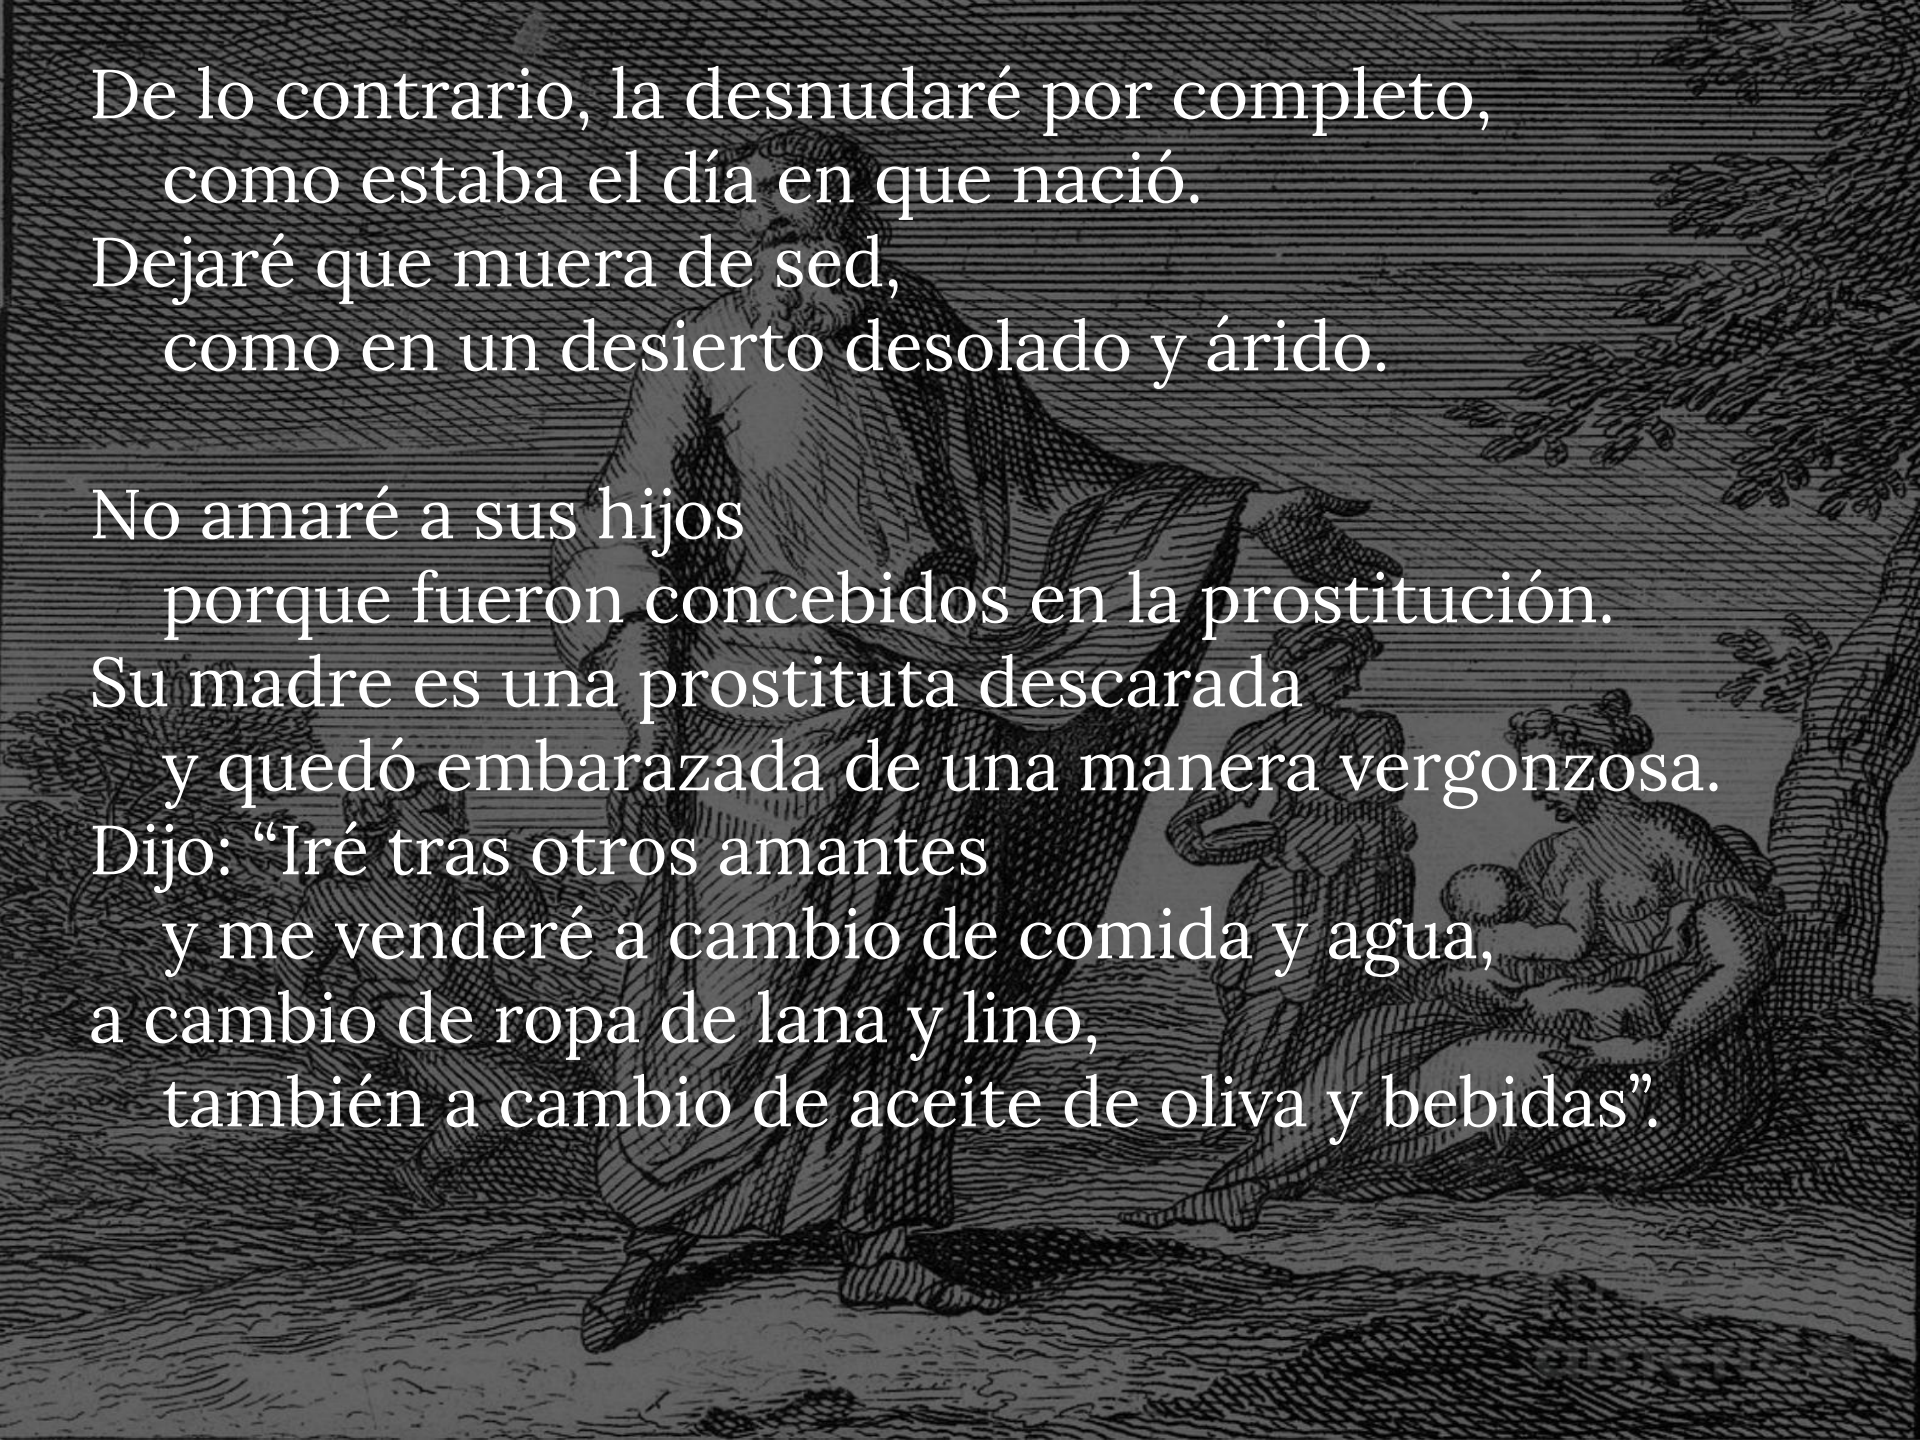 De lo contrario, la desnudaré por completo,
como estaba el día en que nació.
Dejaré que muera de sed,
como en un desierto desolado y árido.
No amaré a sus hijos
porque fueron concebidos en la prostitución.
Su madre es una prostituta descarada
y quedó embarazada de una manera vergonzosa.
Dijo: “Iré tras otros amantes
y me venderé a cambio de comida y agua,
a cambio de ropa de lana y lino,
también a cambio de aceite de oliva y bebidas”.